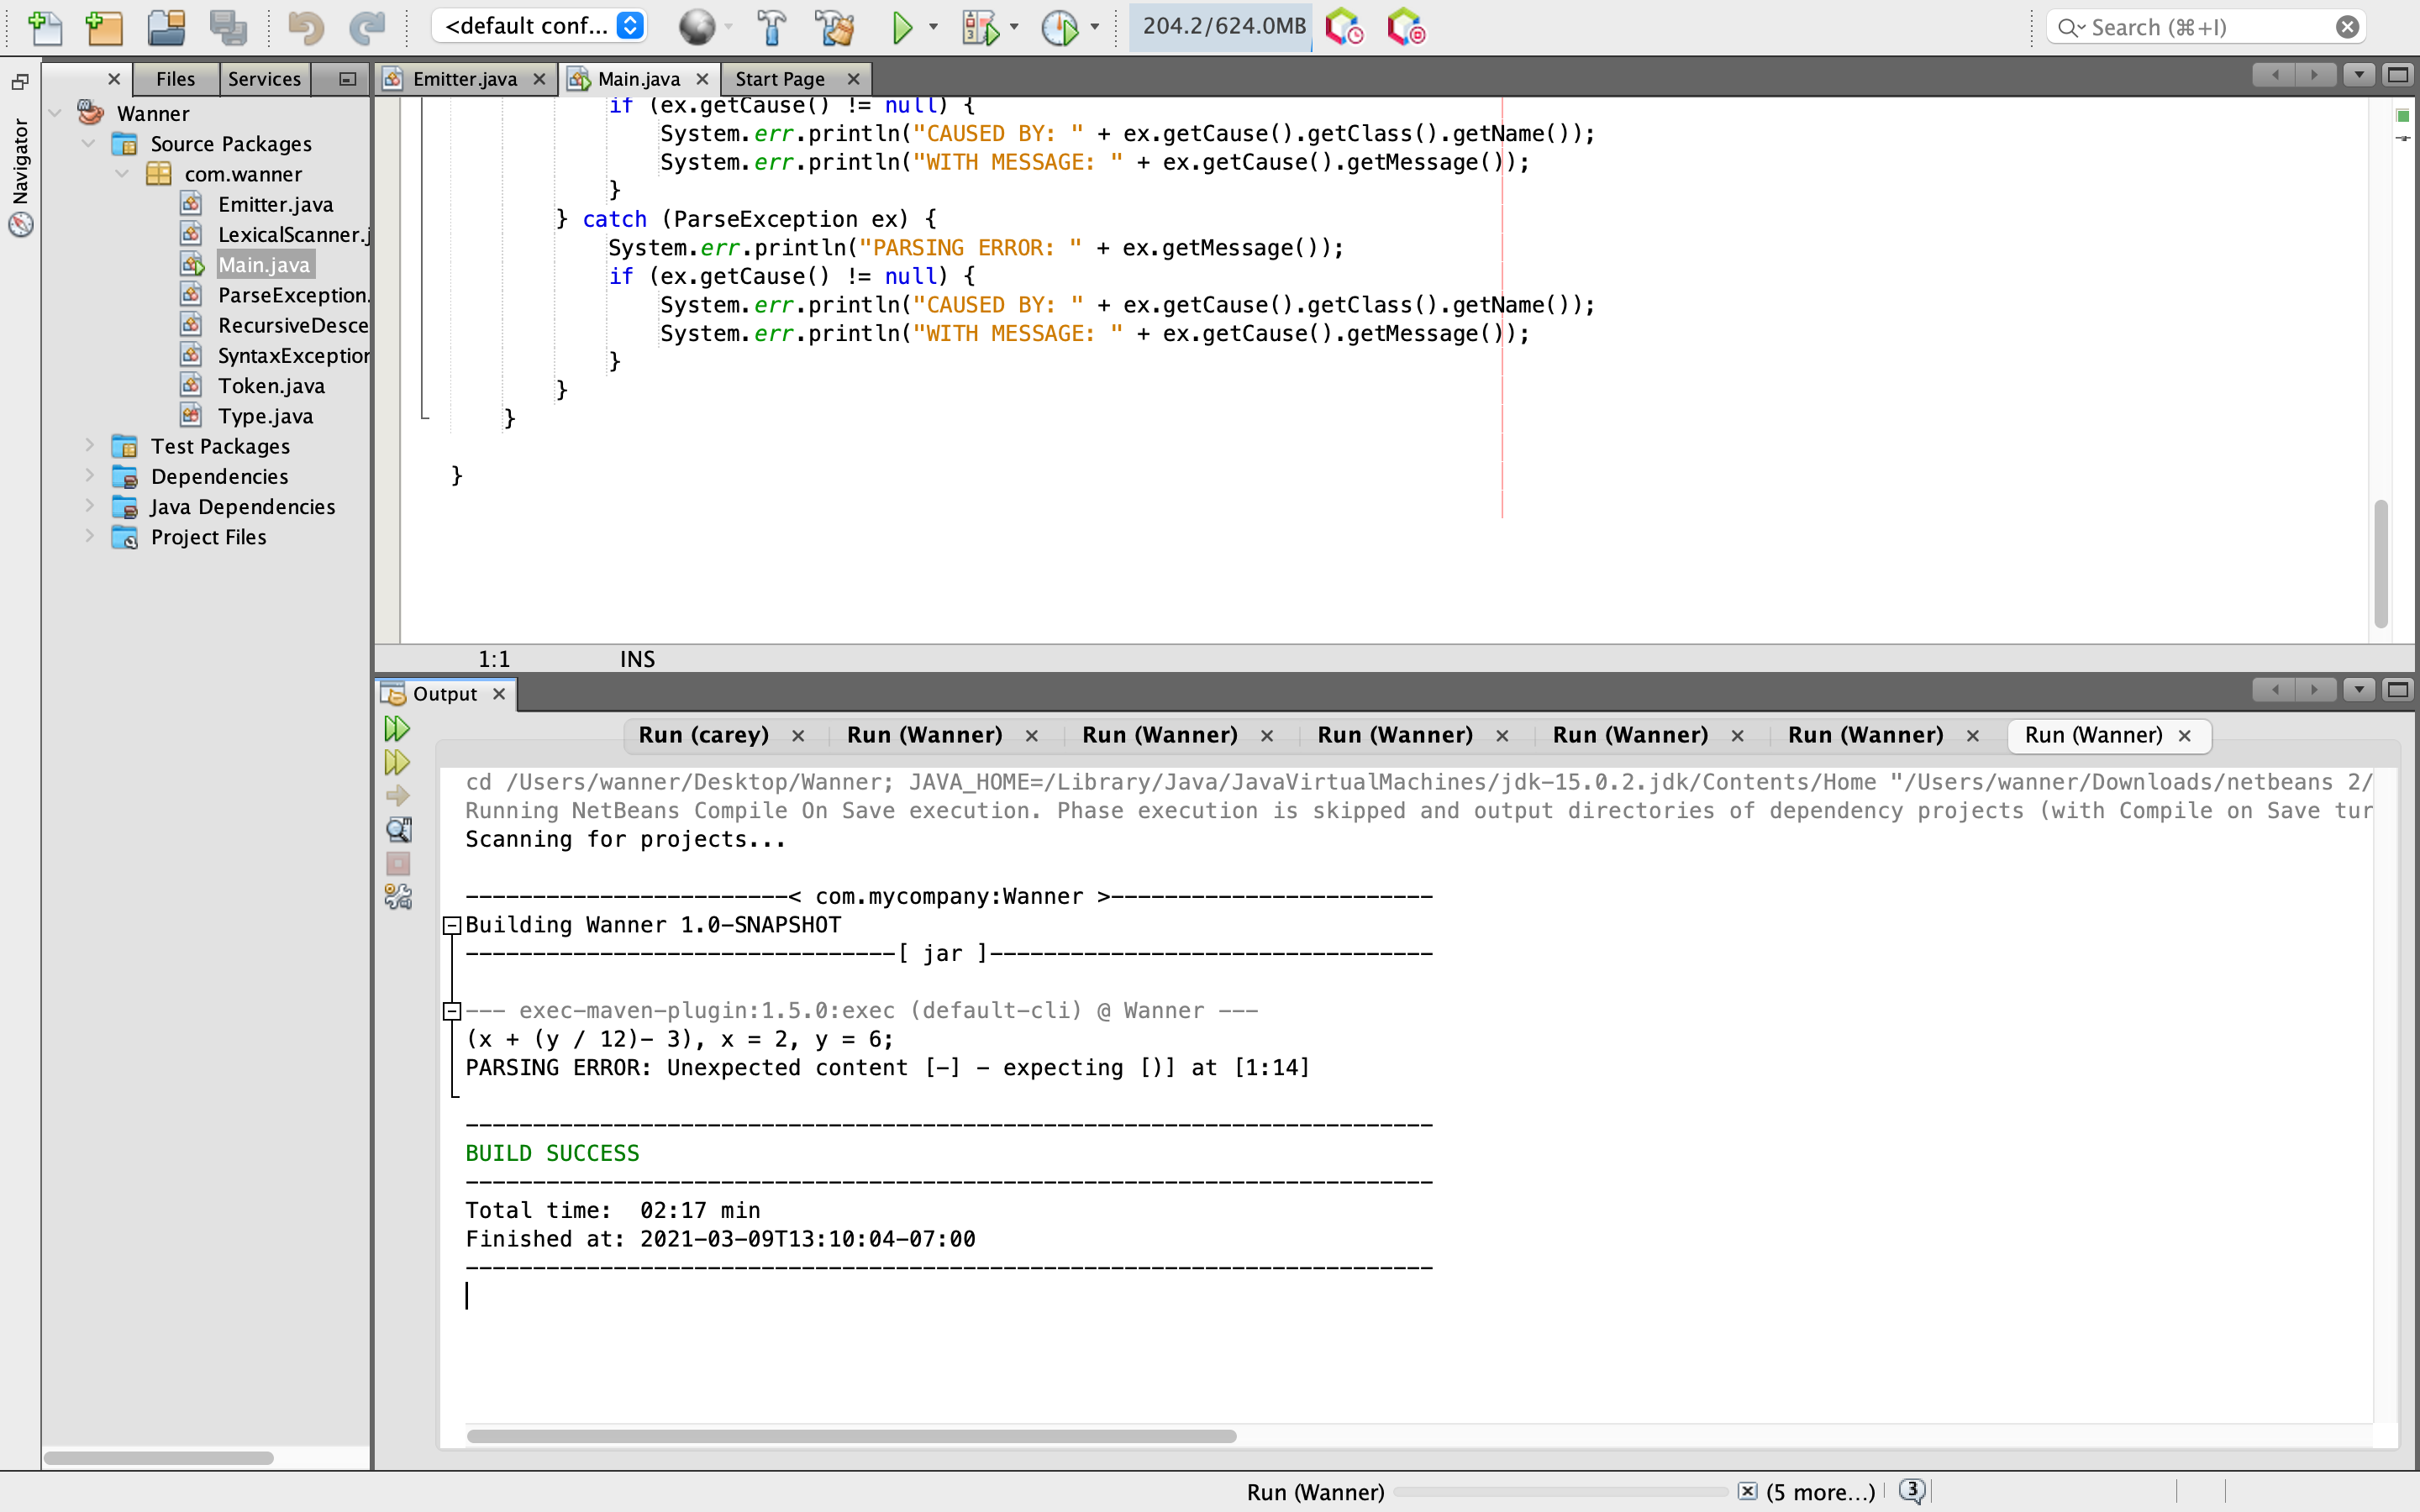 <default conf...
204.2/624.0MB
Search (⌘+I)
Files
Services
Emitter.java
Main.java
Start Page
Navigator
Wanner
Source Packages
com.wanner
Emitter.java
LexicalScanner.j
Main.java
ParseException.
RecursiveDesce
SyntaxException
Token.java
Type.java
Test Packages
Dependencies
Java Dependencies
Project Files
if (ex.getCause() != null) {
System.err.println("CAUSED BY: " + ex.getCause().getClass().getName());
System.err.println("WITH MESSAGE: " + ex.getCause().getMessage());
}
} catch (ParseException ex) {
System.err.println("PARSING ERROR: " + ex.getMessage());
if (ex.getCause() != null) {
System.err.println("CAUSED BY: " + ex.getCause().getClass().getName());
System.err.println("WITH MESSAGE: " + ex.getCause().getMessage());
}
}
}
}
1:1 INS
Output
Run (carey)
Run (Wanner)
Run (Wanner)
Run (Wanner)
Run (Wanner)
Run (Wanner)
Run (Wanner)
cd /Users/wanner/Desktop/Wanner; JAVA_HOME=/Library/Java/JavaVirtualMachines/jdk-15.0.2.jdk/Contents/Home "/Users/wanner/Downloads/netbeans 2/
Running NetBeans Compile On Save execution. Phase execution is skipped and output directories of dependency projects (with Compile on Save tur
Scanning for projects...
------------------------< com.mycompany:Wanner >------------------------
Building Wanner 1.0-SNAPSHOT
--------------------------------[ jar ]---------------------------------
--- exec-maven-plugin:1.5.0:exec (default-cli) @ Wanner ---
(x + (y / 12)- 3), x = 2, y = 6;
PARSING ERROR: Unexpected content [-] - expecting [)] at [1:14]
------------------------------------------------------------------------
BUILD SUCCESS
------------------------------------------------------------------------
Total time:  02:17 min
Finished at: 2021-03-09T13:10:04-07:00
------------------------------------------------------------------------
Run (Wanner)
(5 more...)
3